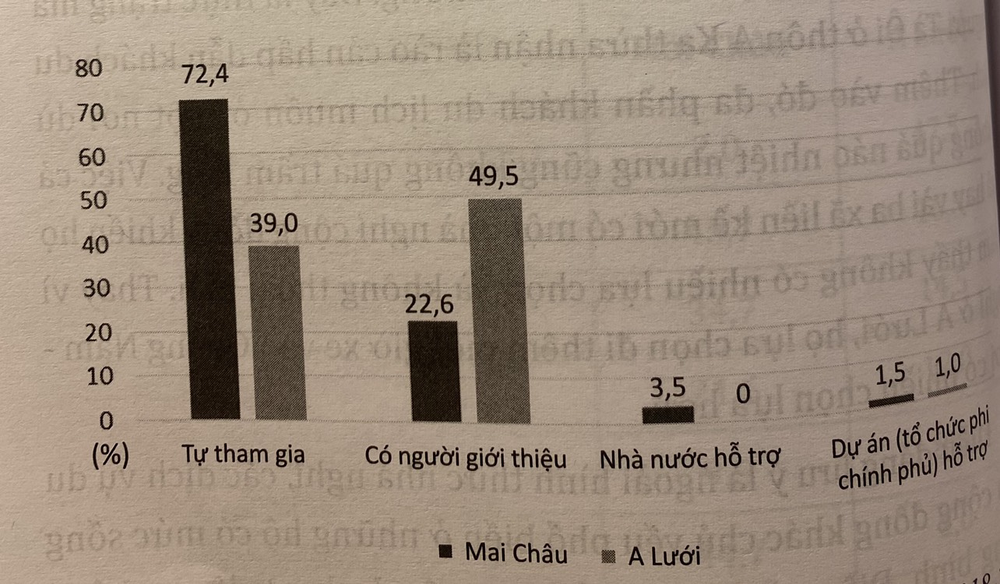 80
70
60
50
40
30
20
10
0
(%)
72,4
39,0
22,6
49,5
3,5
0
1,5
1,0
Tự tham gia
Có người giới thiệu
Nhà nước hỗ trợ
Dự án (tổ chức phi
chính phủ) hỗ trợ
Mai Châu
A Lưới